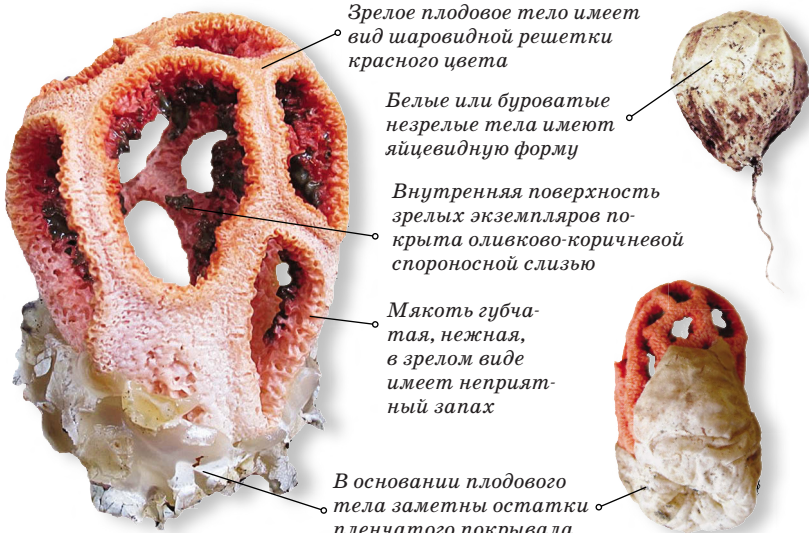 Зрелое плодовое тело имеет
вид шаровидной решетки
красного цвета
Белые или буроватые
незрелые тела имеют
яйцевидную форму
Внутренняя поверхность
зрелых экземпляров по-
крыта оливково-коричневой
спороносной слизью
Мякоть губча-
тая, нежная,
в зрелом виде
имеет неприят-
ный запах
В основании плодового
тела заметны остатки
пленчатого покрывала